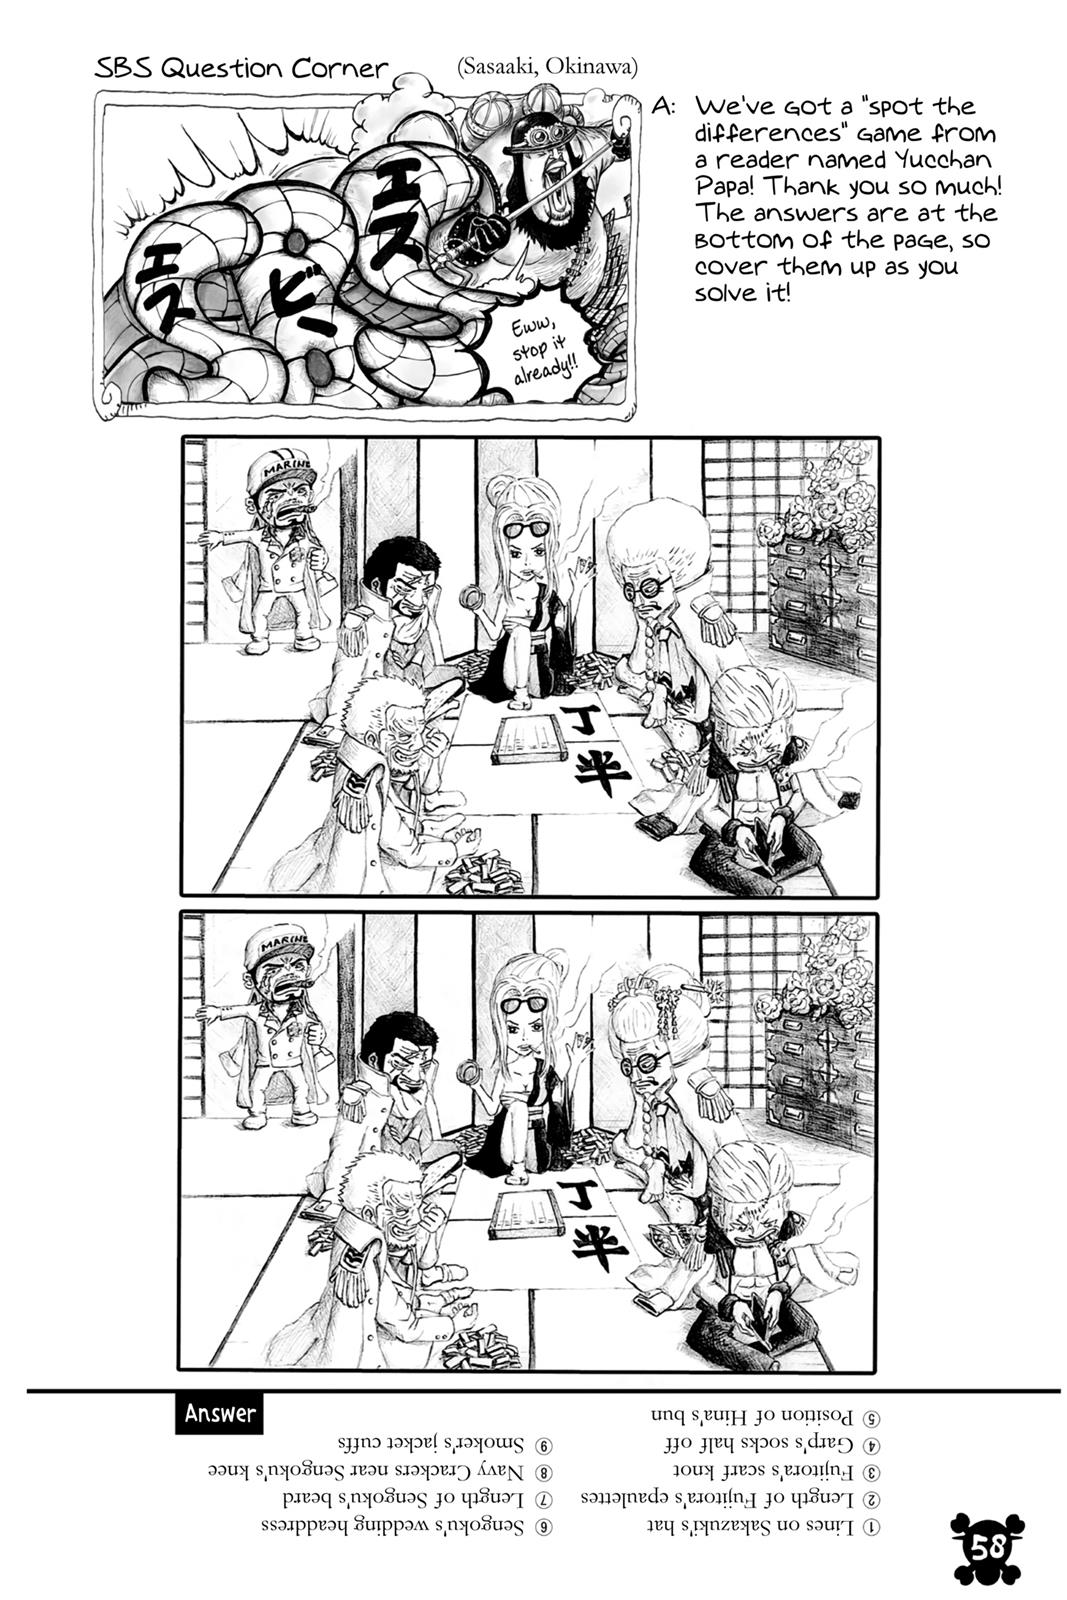 SBS Question Corner
(Sasaaki, Okinawa)
エス
ビー
エス
Eww,
stop it
already!!
A: We've got a "spot the
differences" game from
a reader named Yucchan
Papa! Thank you so much!
The answers are at the
bottom of the page, so
cover them up as you
solve it!
MARINE
丁
半
MARINE
丁
半
Answer
① Lines on Sakazuki's hat
② Length of Fujitora's epaulettes
③ Fujitora's scarf knot
④ Garp's socks half off
⑤ Position of Hina's bun
⑥ Sengoku's wedding headdress
⑦ Length of Sengoku's beard
⑧ Navy Crackers near Sengoku's knee
⑨ Smoker's jacket cuffs
58